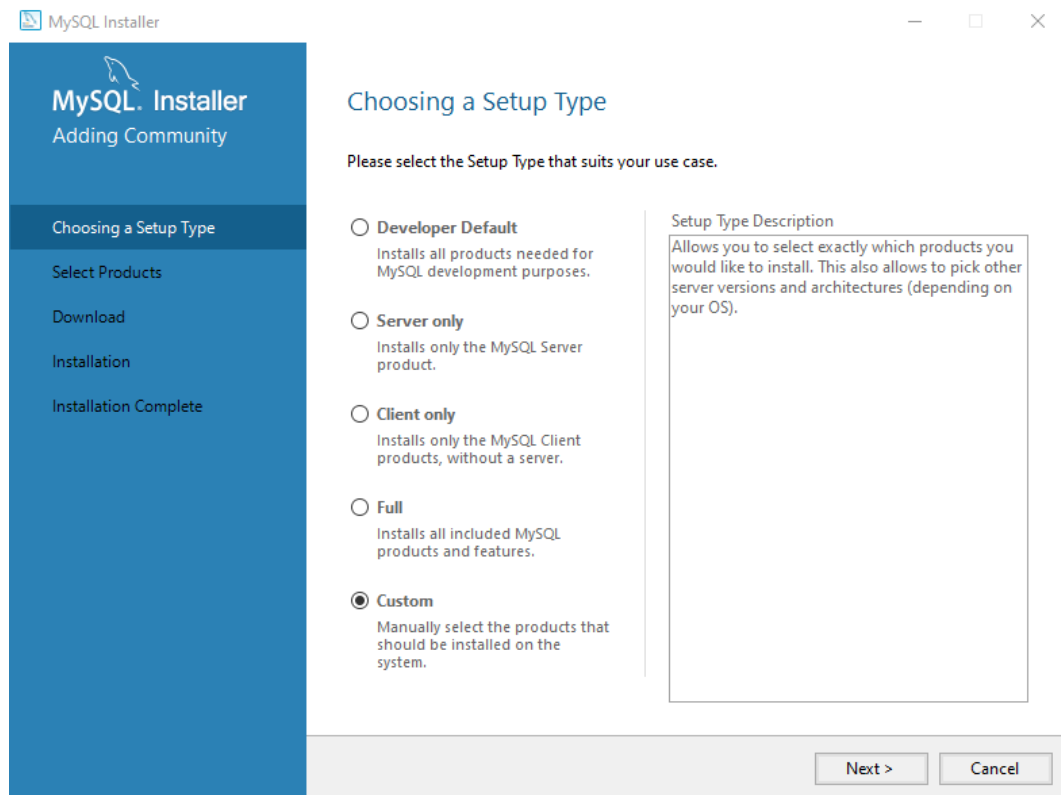 MySQL Installer
MySQL. Installer
Adding Community
Choosing a Setup Type
Select Products
Download
Installation
Installation Complete
Choosing a Setup Type
Please select the Setup Type that suits your use case.
Developer Default
Installs all products needed for
MySQL development purposes.
Server only
Installs only the MySQL Server
product.
Client only
Installs only the MySQL Client
products, without a server.
Full
Installs all included MySQL
products and features.
Custom
Manually select the products that
should be installed on the
system.
Setup Type Description
Allows you to select exactly which products you
would like to install. This also allows to pick other
server versions and architectures (depending on
your OS).
Next >
Cancel